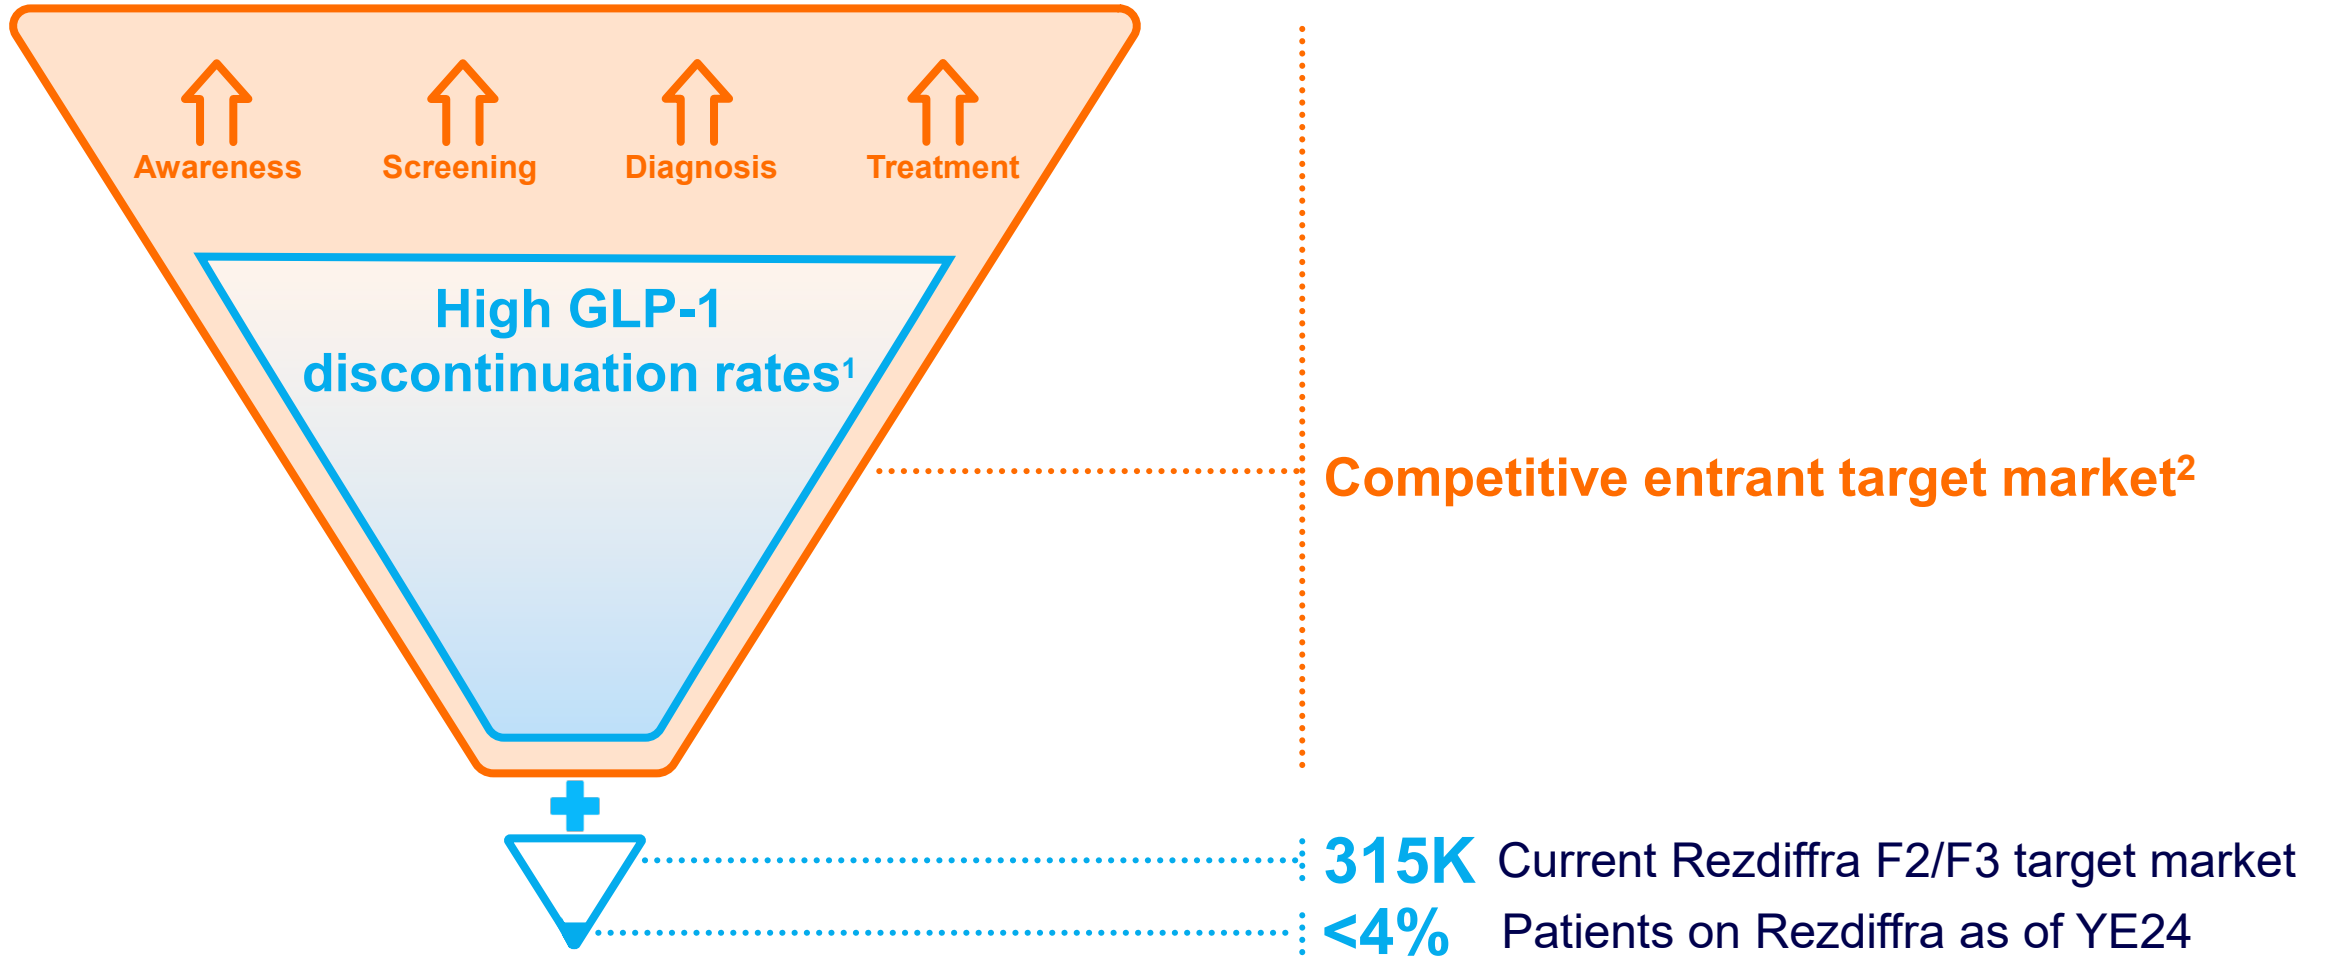 Awareness Screening Diagnosis Treatment
High GLP-1
discontinuation rates¹
Competitive entrant target market²
315K Current Rezdiffra F2/F3 target market
<4% Patients on Rezdiffra as of YE24